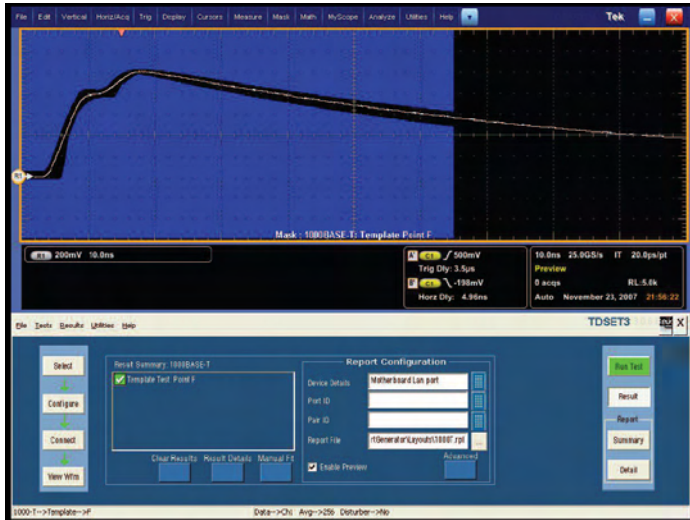 File Edit Vertical Horiz/Acq Trig Display Cursors Measure Mask Math MyScope Analyze Utilities Help Tek X
R1
Mask : 1000BASE-T: Template Point F
R1 200mV 10.0ns
A' C1 500mV
Trig Dly: 3.5µs
B' C1 -198mV
Horz Dly: 4.96ns
10.0ns 25.0GS/s IT 20.0ps/pt
Preview
0 acqs RL:5.0k
Auto November 23, 2007 21:56:22
File Tests Results Utilities Help TDSET3 X
Select
Configure
Connect
View Wfm
Result Summary: 1000BASE-T
Template Test Point F
Clear Results Result Details Manual Fit
Report Configuration
Device Details Motherboard Lan port
Port ID
Pair ID
Report File rtGenerator\Layouts\1000T.rpl ...
Enable Preview
Advanced
Run Test
Result
Report
Summary
Detail
1000-T-->Template-->F Data-->Ch1 Avg-->256 Disturber-->No